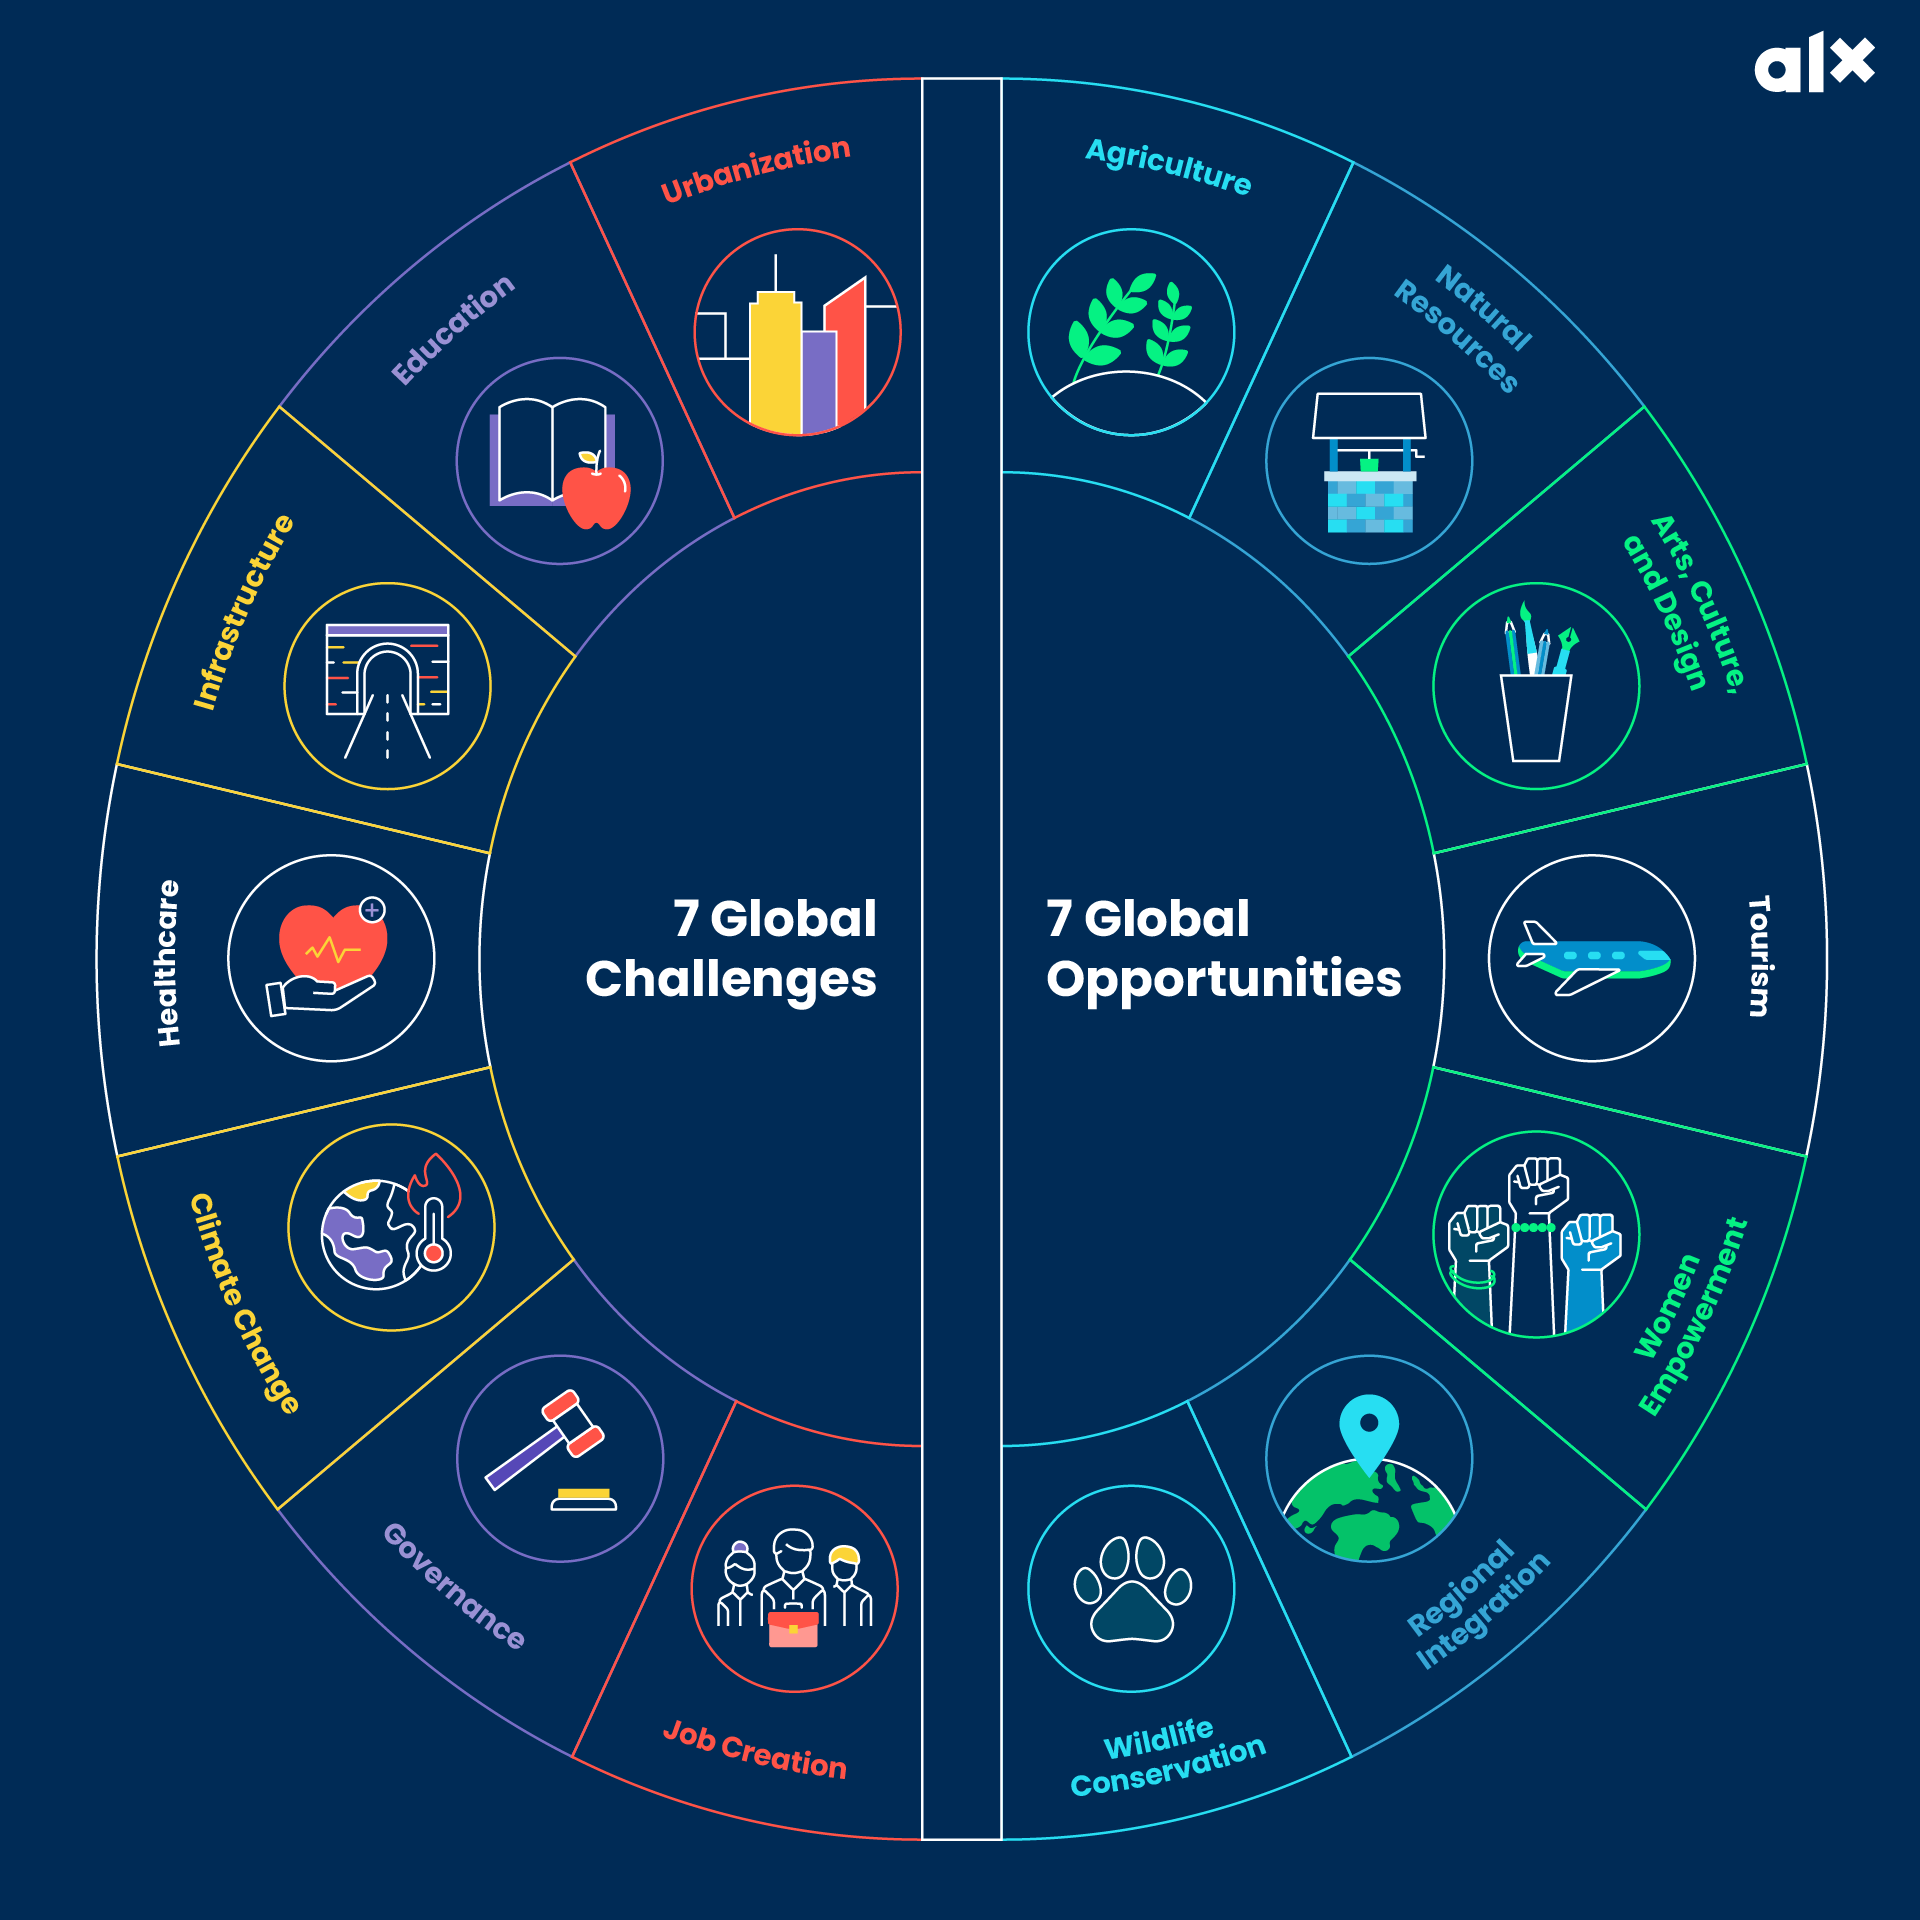 alx
Urbanization
Education
Infrastructure
Healthcare
Climate Change
Governance
Job Creation
7 Global
Challenges
7 Global
Opportunities
Agriculture
Natural
Resources
Arts, Culture,
and Design
Tourism
Women
Empowerment
Regional
Integration
Wildlife
Conservation